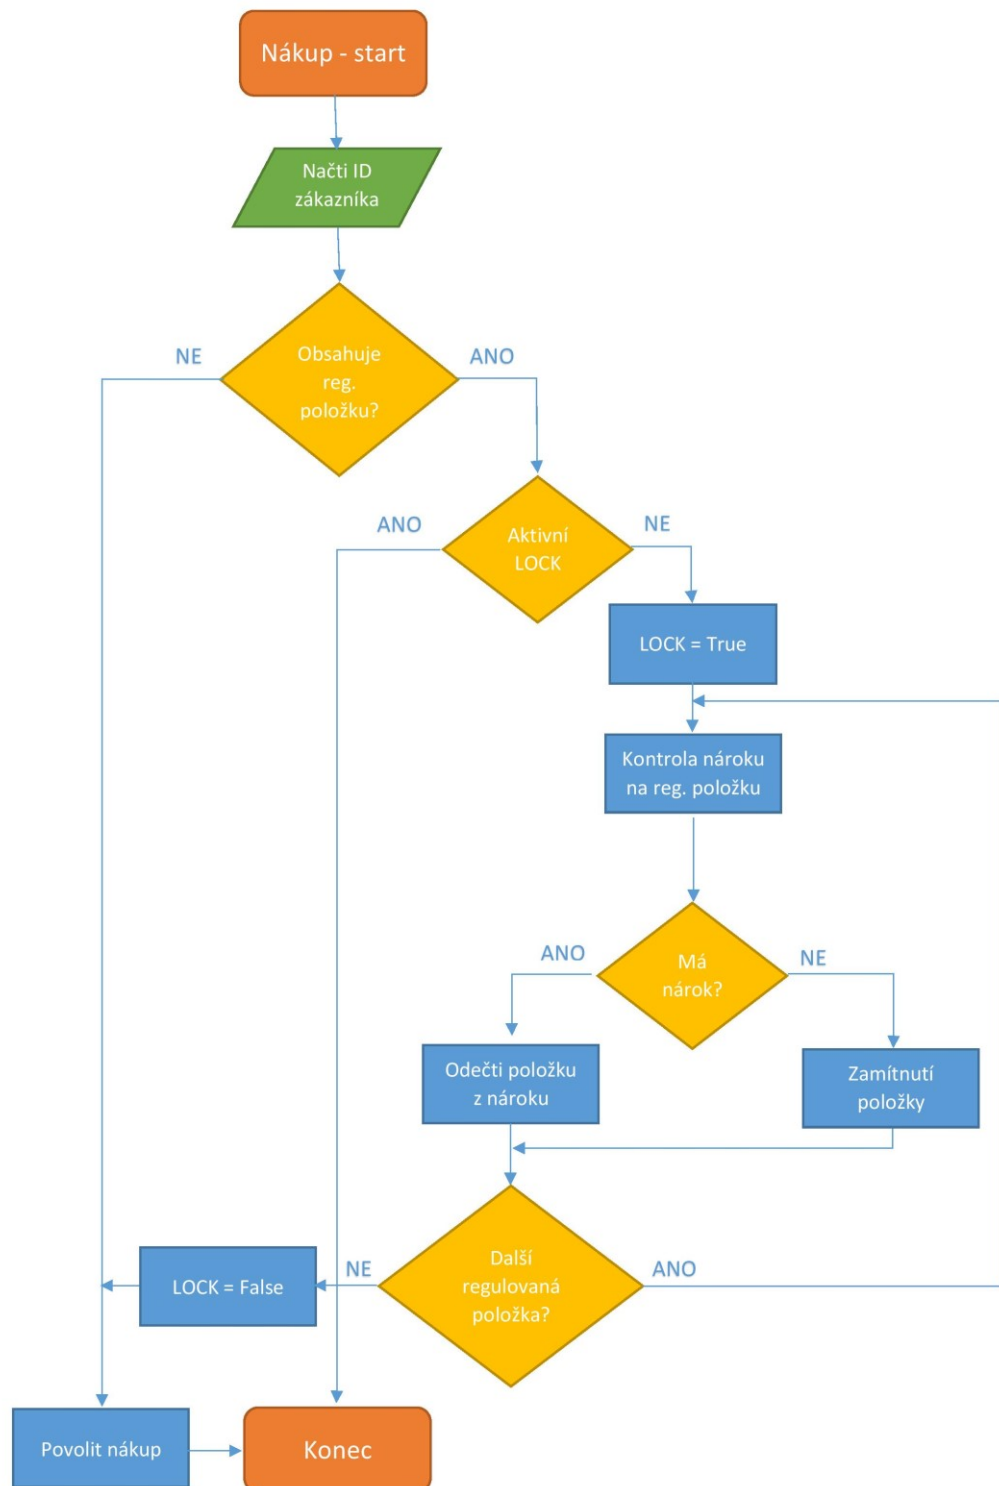 Nákup - start
Načti ID
zákazníka
NE
ANO
Obsahuje
reg.
položku?
ANO
NE
Aktivní
LOCK
LOCK = True
Kontrola nároku
na reg. položku
ANO
NE
Má
nárok?
Odečti položku
z nároku
Zamítnutí
položky
LOCK = False
NE
Další
regulovaná
položka?
ANO
Povolit nákup
Konec